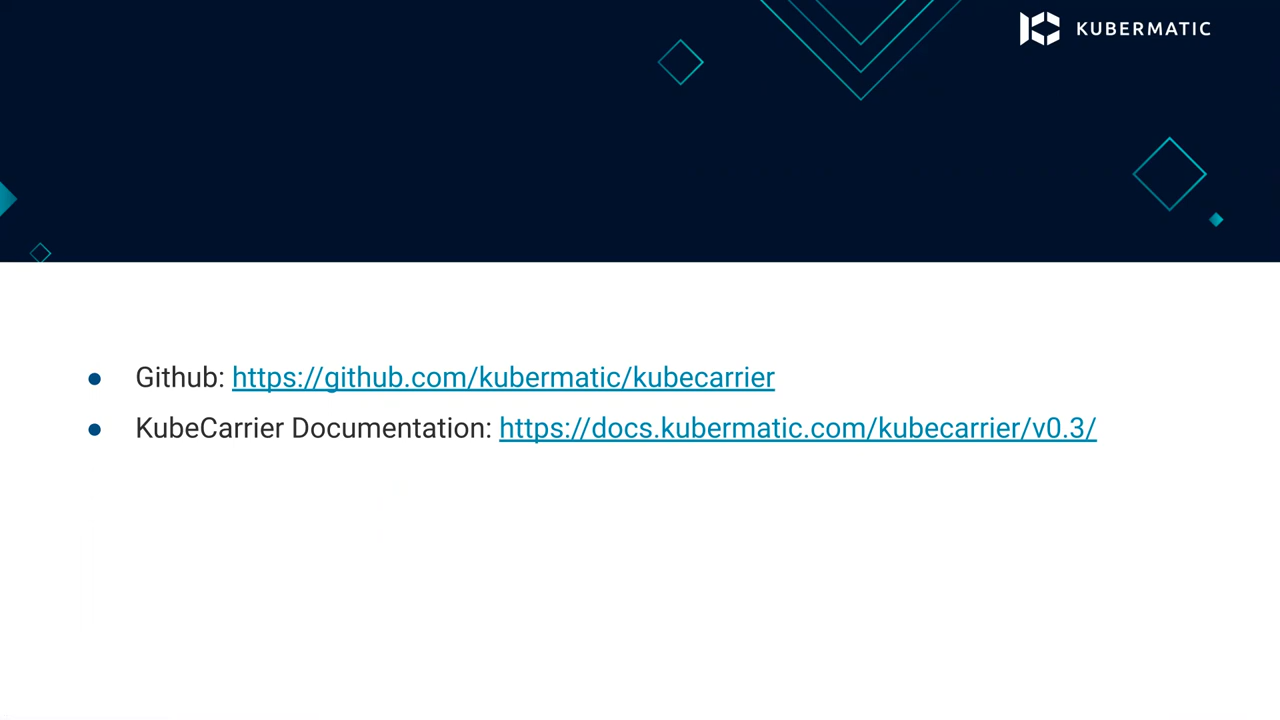 KUBERMATIC
● Github: https://github.com/kubermatic/kubecarrier
● KubeCarrier Documentation: https://docs.kubermatic.com/kubecarrier/v0.3/